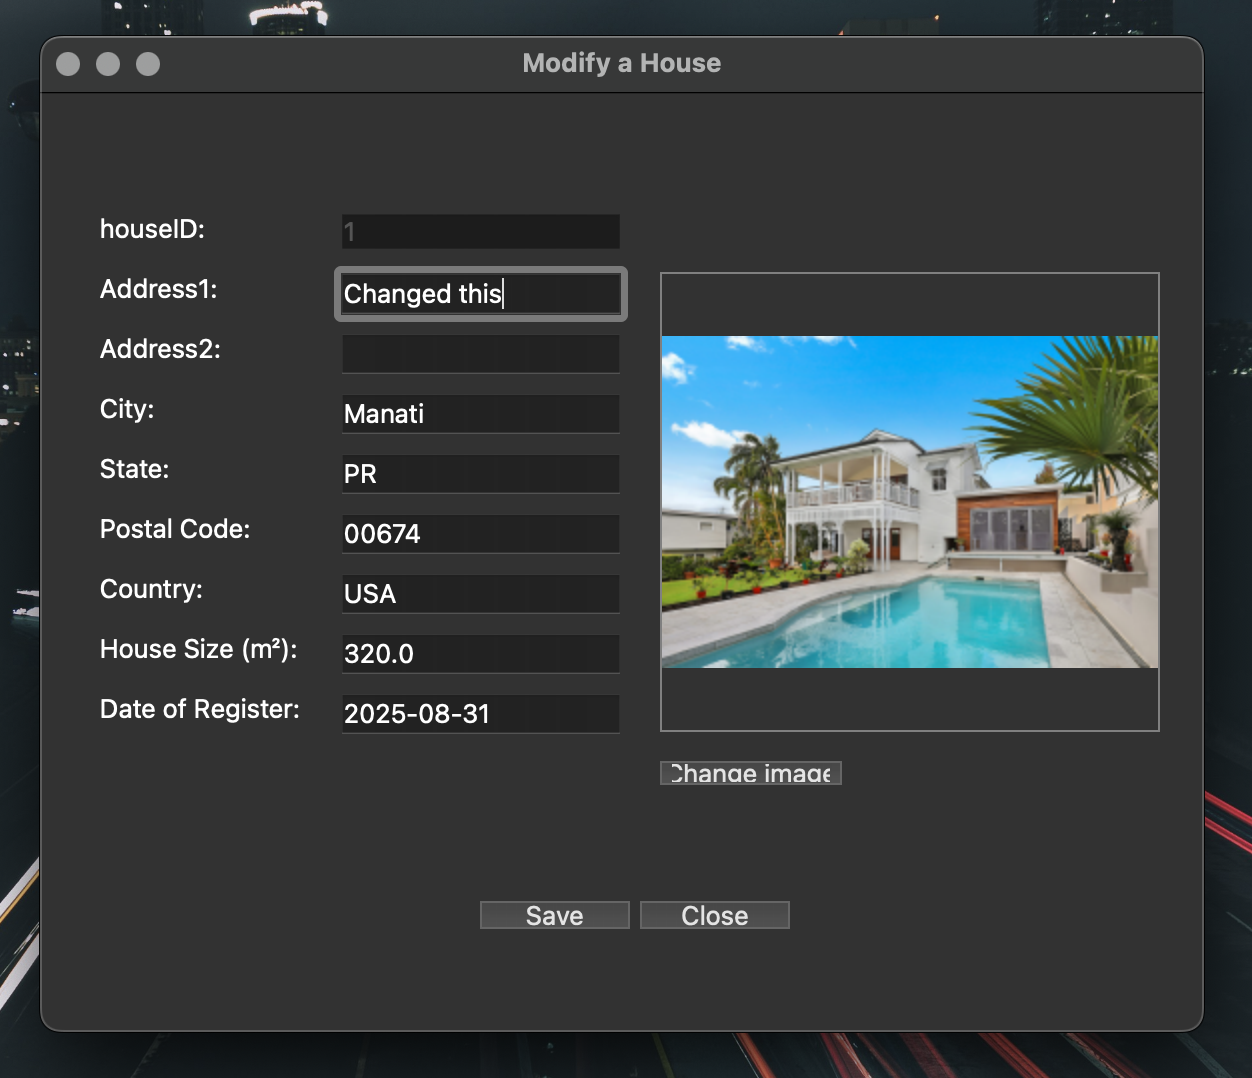 Modify a House
houseID:
1
Address1:
Changed this
Address2:
City:
Manati
State:
PR
Postal Code:
00674
Country:
USA
House Size (m²):
320.0
Date of Register:
2025-08-31
Change image
Save
Close